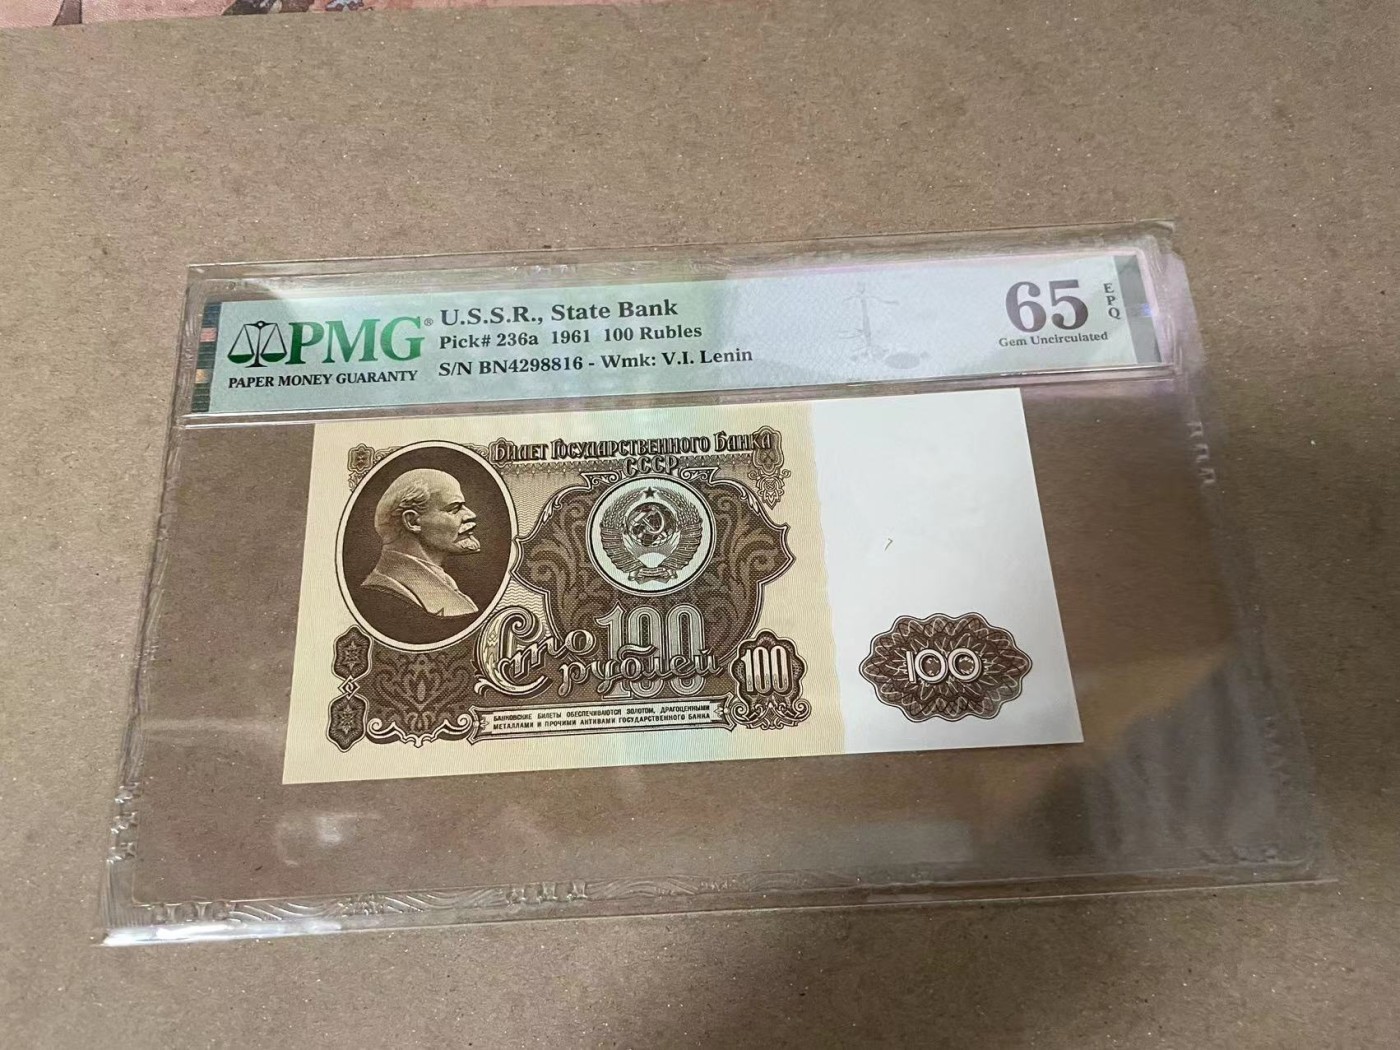 PMG®
PAPER MONEY GUARANTY
U.S.S.R., State Bank
Pick# 236a 1961 100 Rubles
S/N BN4298816 - Wmk: V.I. Lenin
65
EPQ
Gem Uncirculated
Билет Государственного Банка
СССР
Сто 100
рублей
100
100
БАНКОВСКИЕ БИЛЕТЫ ОБЕСПЕЧИВАЮТСЯ ЗОЛОТОМ, ДРАГОЦЕННЫМИ
МЕТАЛЛАМИ И ПРОЧИМИ АКТИВАМИ ГОСУДАРСТВЕННОГО БАНКА